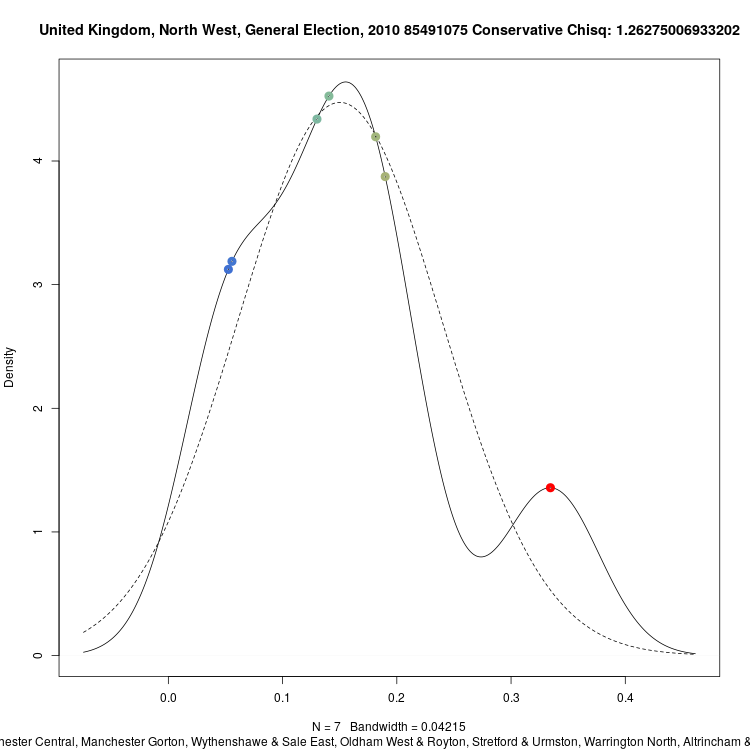 United Kingdom, North West, General Election, 2010 85491075 Conservative Chisq: 1.26275006933202
Density
4
3
2
1
0
0.0 0.1 0.2 0.3 0.4
N = 7 Bandwidth = 0.04215
Central, Manchester Gorton, Wythenshawe & Sale East, Oldham West & Royton, Stretford & Urmston, Warrington North, Altrincham &